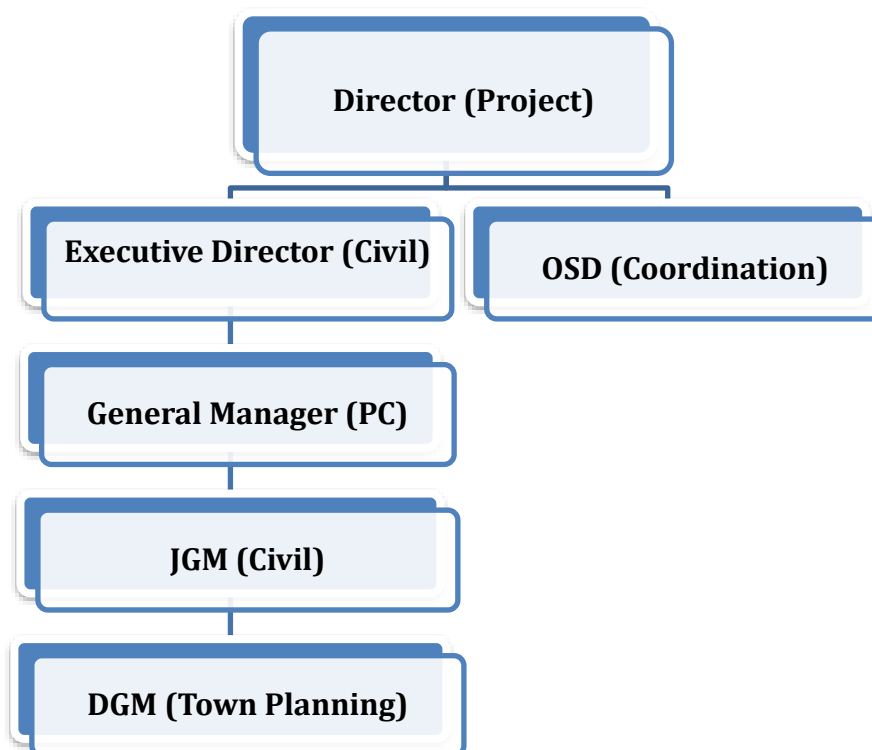 Director (Project)
Executive Director (Civil)
OSD (Coordination)
General Manager (PC)
JGM (Civil)
DGM (Town Planning)